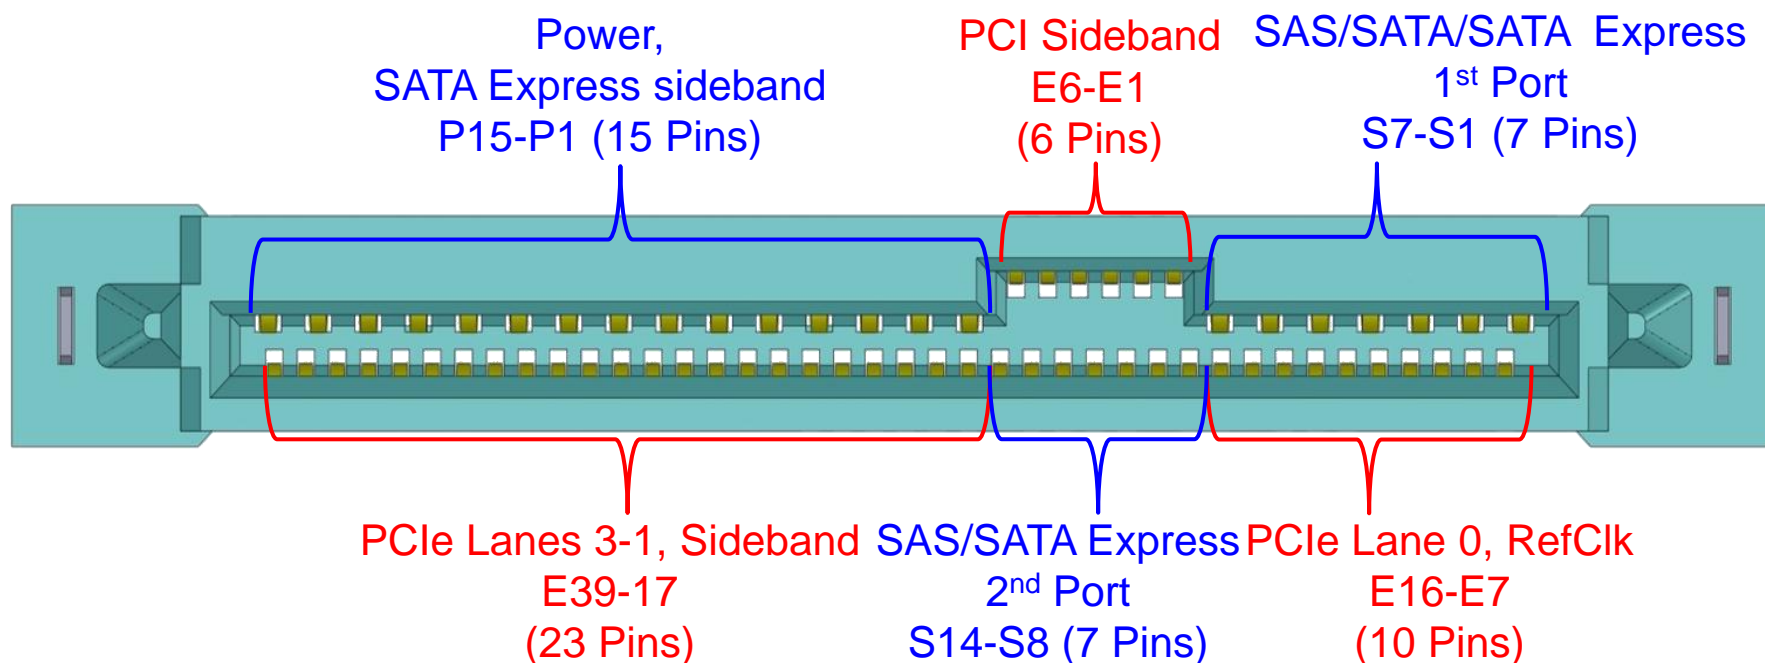 Power,
SATA Express sideband
P15-P1 (15 Pins)
PCI Sideband
E6-E1
(6 Pins)
SAS/SATA/SATA Express
1st Port
S7-S1 (7 Pins)
PCIe Lanes 3-1, Sideband
E39-17
(23 Pins)
SAS/SATA Express
2nd Port
S14-S8 (7 Pins)
PCIe Lane 0, RefClk
E16-E7
(10 Pins)